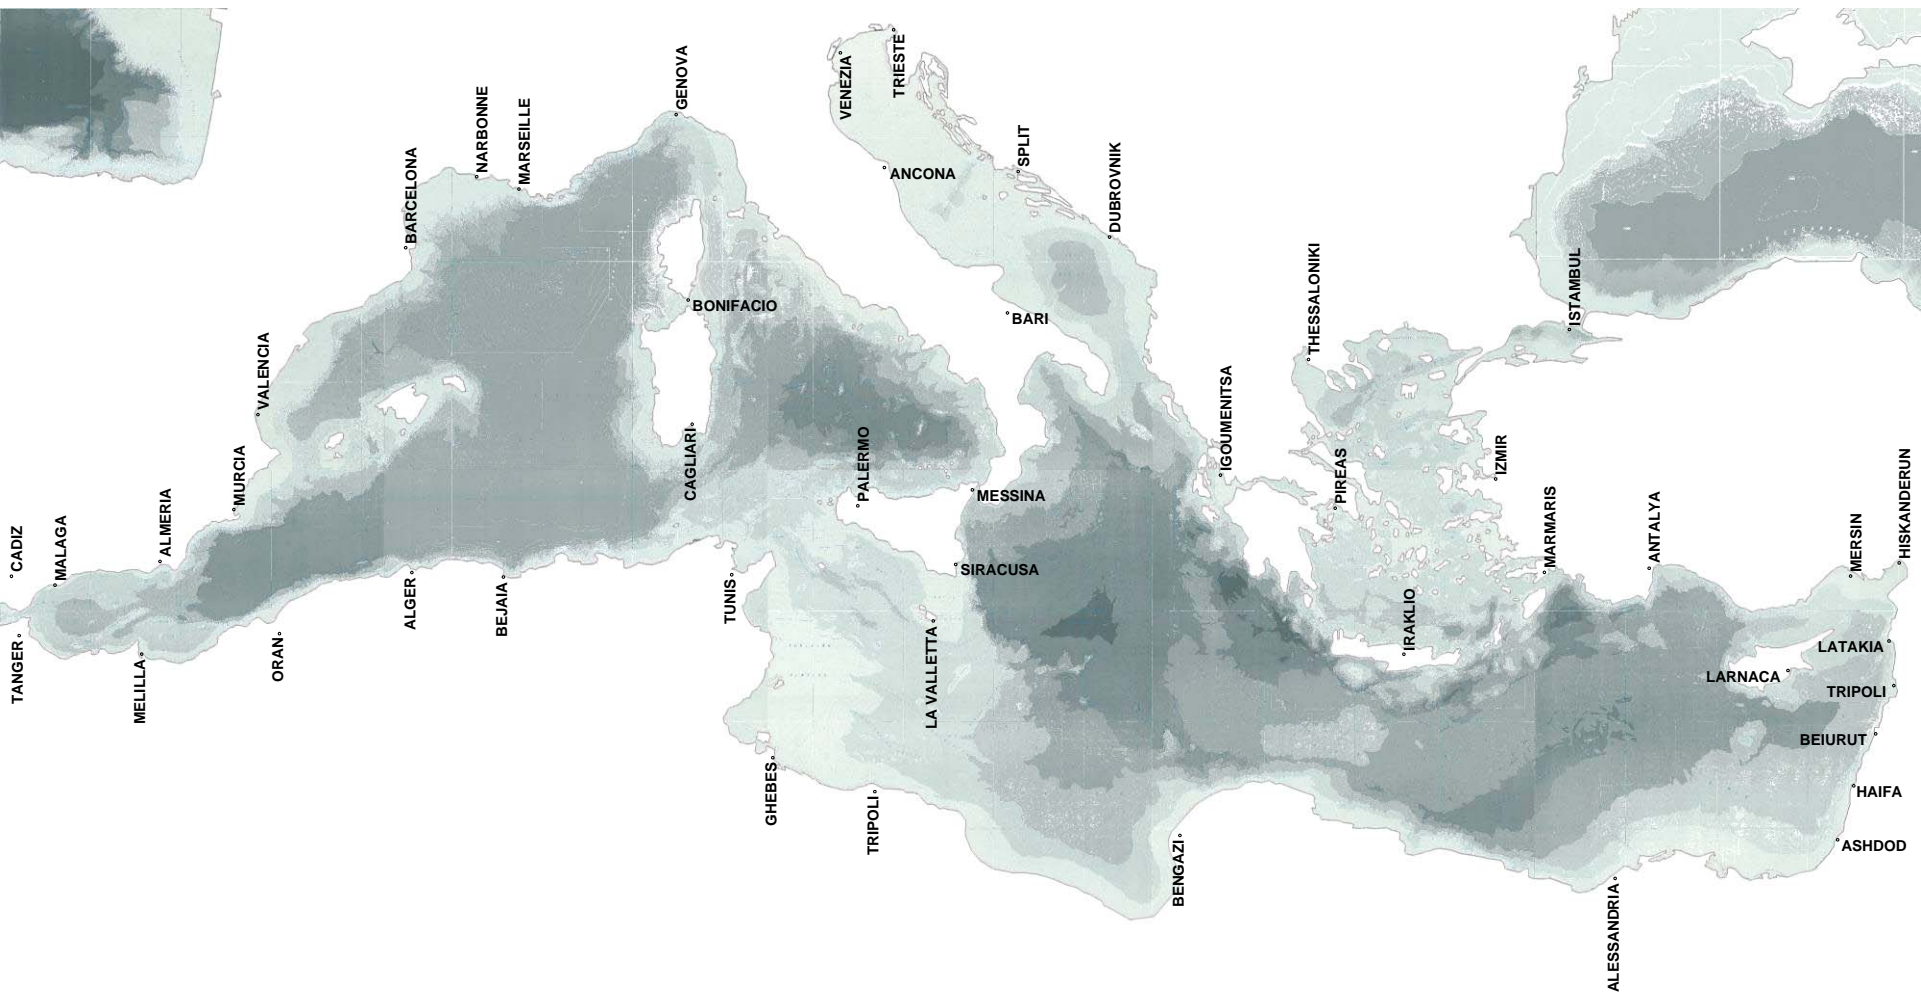 CADIZ
TANGER
MALAGA
MELILLA
ALMERIA
MURCIA
VALENCIA
ORAN
ALGER
BARCELONA
NARBONNE
BEJAIA
MARSEILLE
GENOVA
BONIFACIO
CAGLIARI
TUNIS
GHEBES
VENEZIA
TRIESTE
ANCONA
PALERMO
TRIPOLI
LA VALLETTA
MESSINA
SIRACUSA
SPLIT
BARI
DUBROVNIK
BENGAZI
IGOUMENITSA
THESSALONIKI
PIREAS
IRAKLIO
IZMIR
MARMARIS
ISTAMBUL
ALESSANDRIA
ANTALYA
LARNACA
MERSIN
HISKANDERUN
LATAKIA
TRIPOLI
BEIURUT
HAIFA
ASHDOD